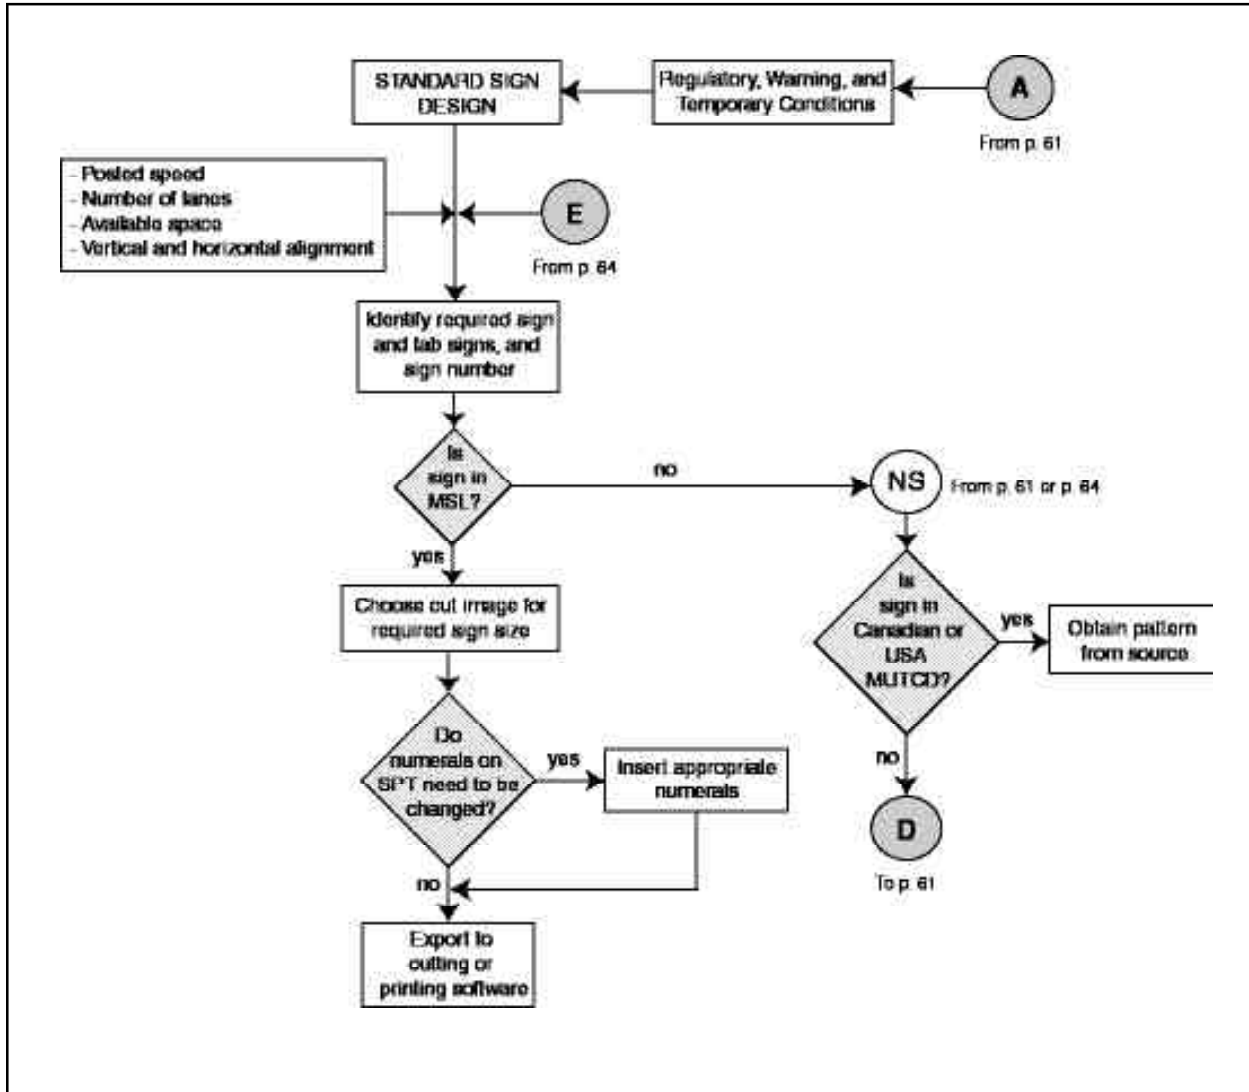 STANDARD SIGN
DESIGN
Regulatory, Warning, and
Temporary Conditions
A
From p. 61
- Posted speed
- Number of lanes
- Available space
- Vertical and horizontal alignment
E
From p. 64
Identify required sign
and tab signs, and
sign number
Is
sign in
MSL?
no
NS
From p. 61 or p. 64
yes
Choose cut image for
required sign size
Is
sign in
Canadian or
USA
MUTCD?
yes
Obtain pattern
from source
Do
numerals on
SPT need to be
changed?
yes
Insert appropriate
numerals
no
D
To p. 61
no
Export to
cutting or
printing software